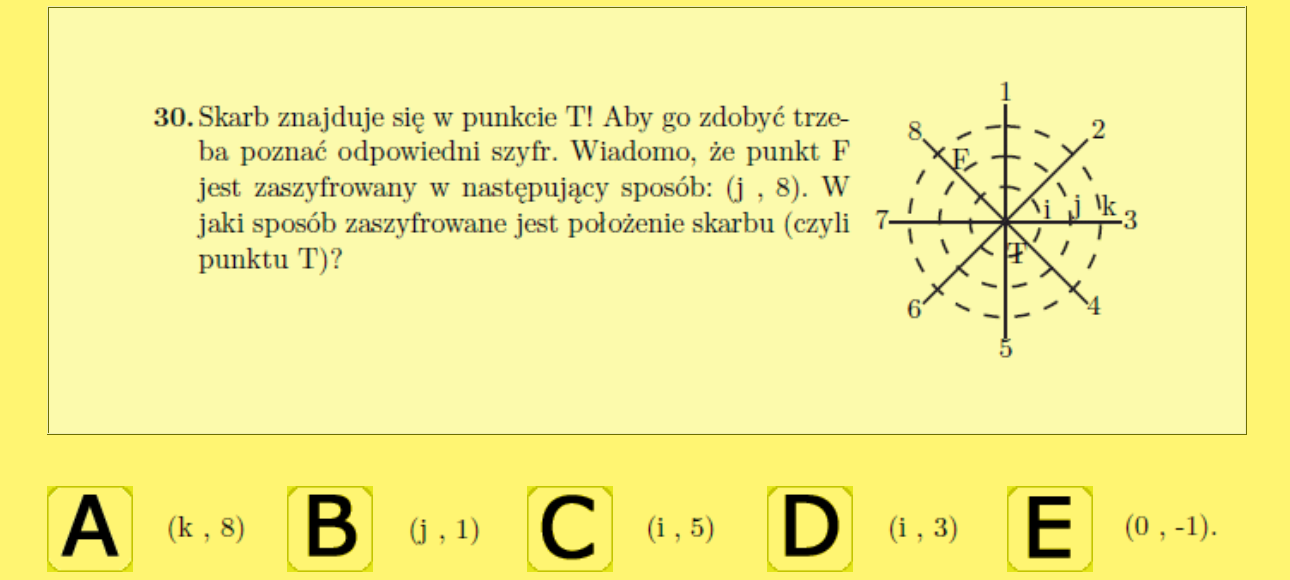 30. Skarb znajduje się w punkcie T! Aby go zdobyć trze-
ba poznać odpowiedni szyfr. Wiadomo, że punkt F
jest zaszyfrowany w następujący sposób: (j , 8). W
jaki sposób zaszyfrowane jest położenie skarbu (czyli
punktu T)?
1
8 2
F
7 i j k 3
T
6 4
5
A (k , 8) B (j , 1) C (i , 5) D (i , 3) E (0 , -1).